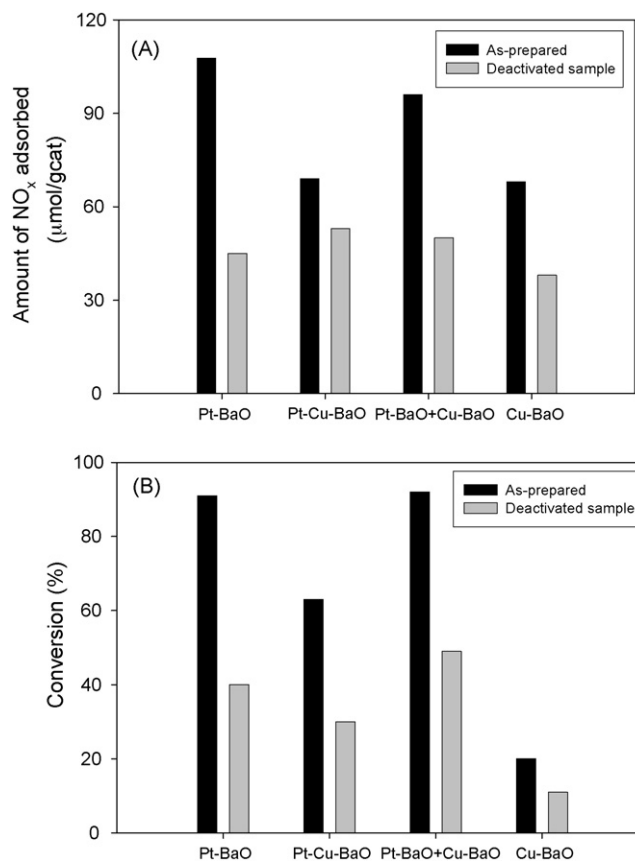 120
(A)
As-prepared
Deactivated sample
90
60
30
0
Amount of NOx adsorbed
(μmol/gcat)
Pt-BaO
Pt-Cu-BaO
Pt-BaO+Cu-BaO
Cu-BaO
100
(B)
As-prepared
Deactivated sample
80
60
40
20
0
Conversion (%)
Pt-BaO
Pt-Cu-BaO
Pt-BaO+Cu-BaO
Cu-BaO